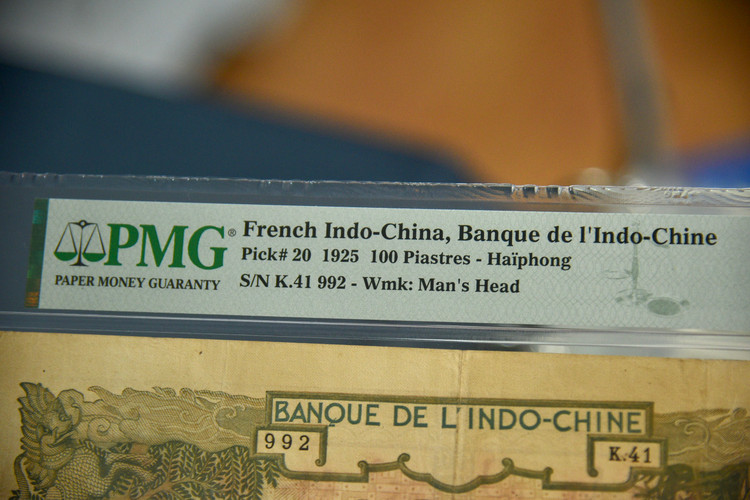 PMG®
PAPER MONEY GUARANTY
French Indo-China, Banque de l'Indo-Chine
Pick# 20 1925 100 Piastres - Haïphong
S/N K.41 992 - Wmk: Man's Head
BANQUE DE L'INDO-CHINE
992
K.41